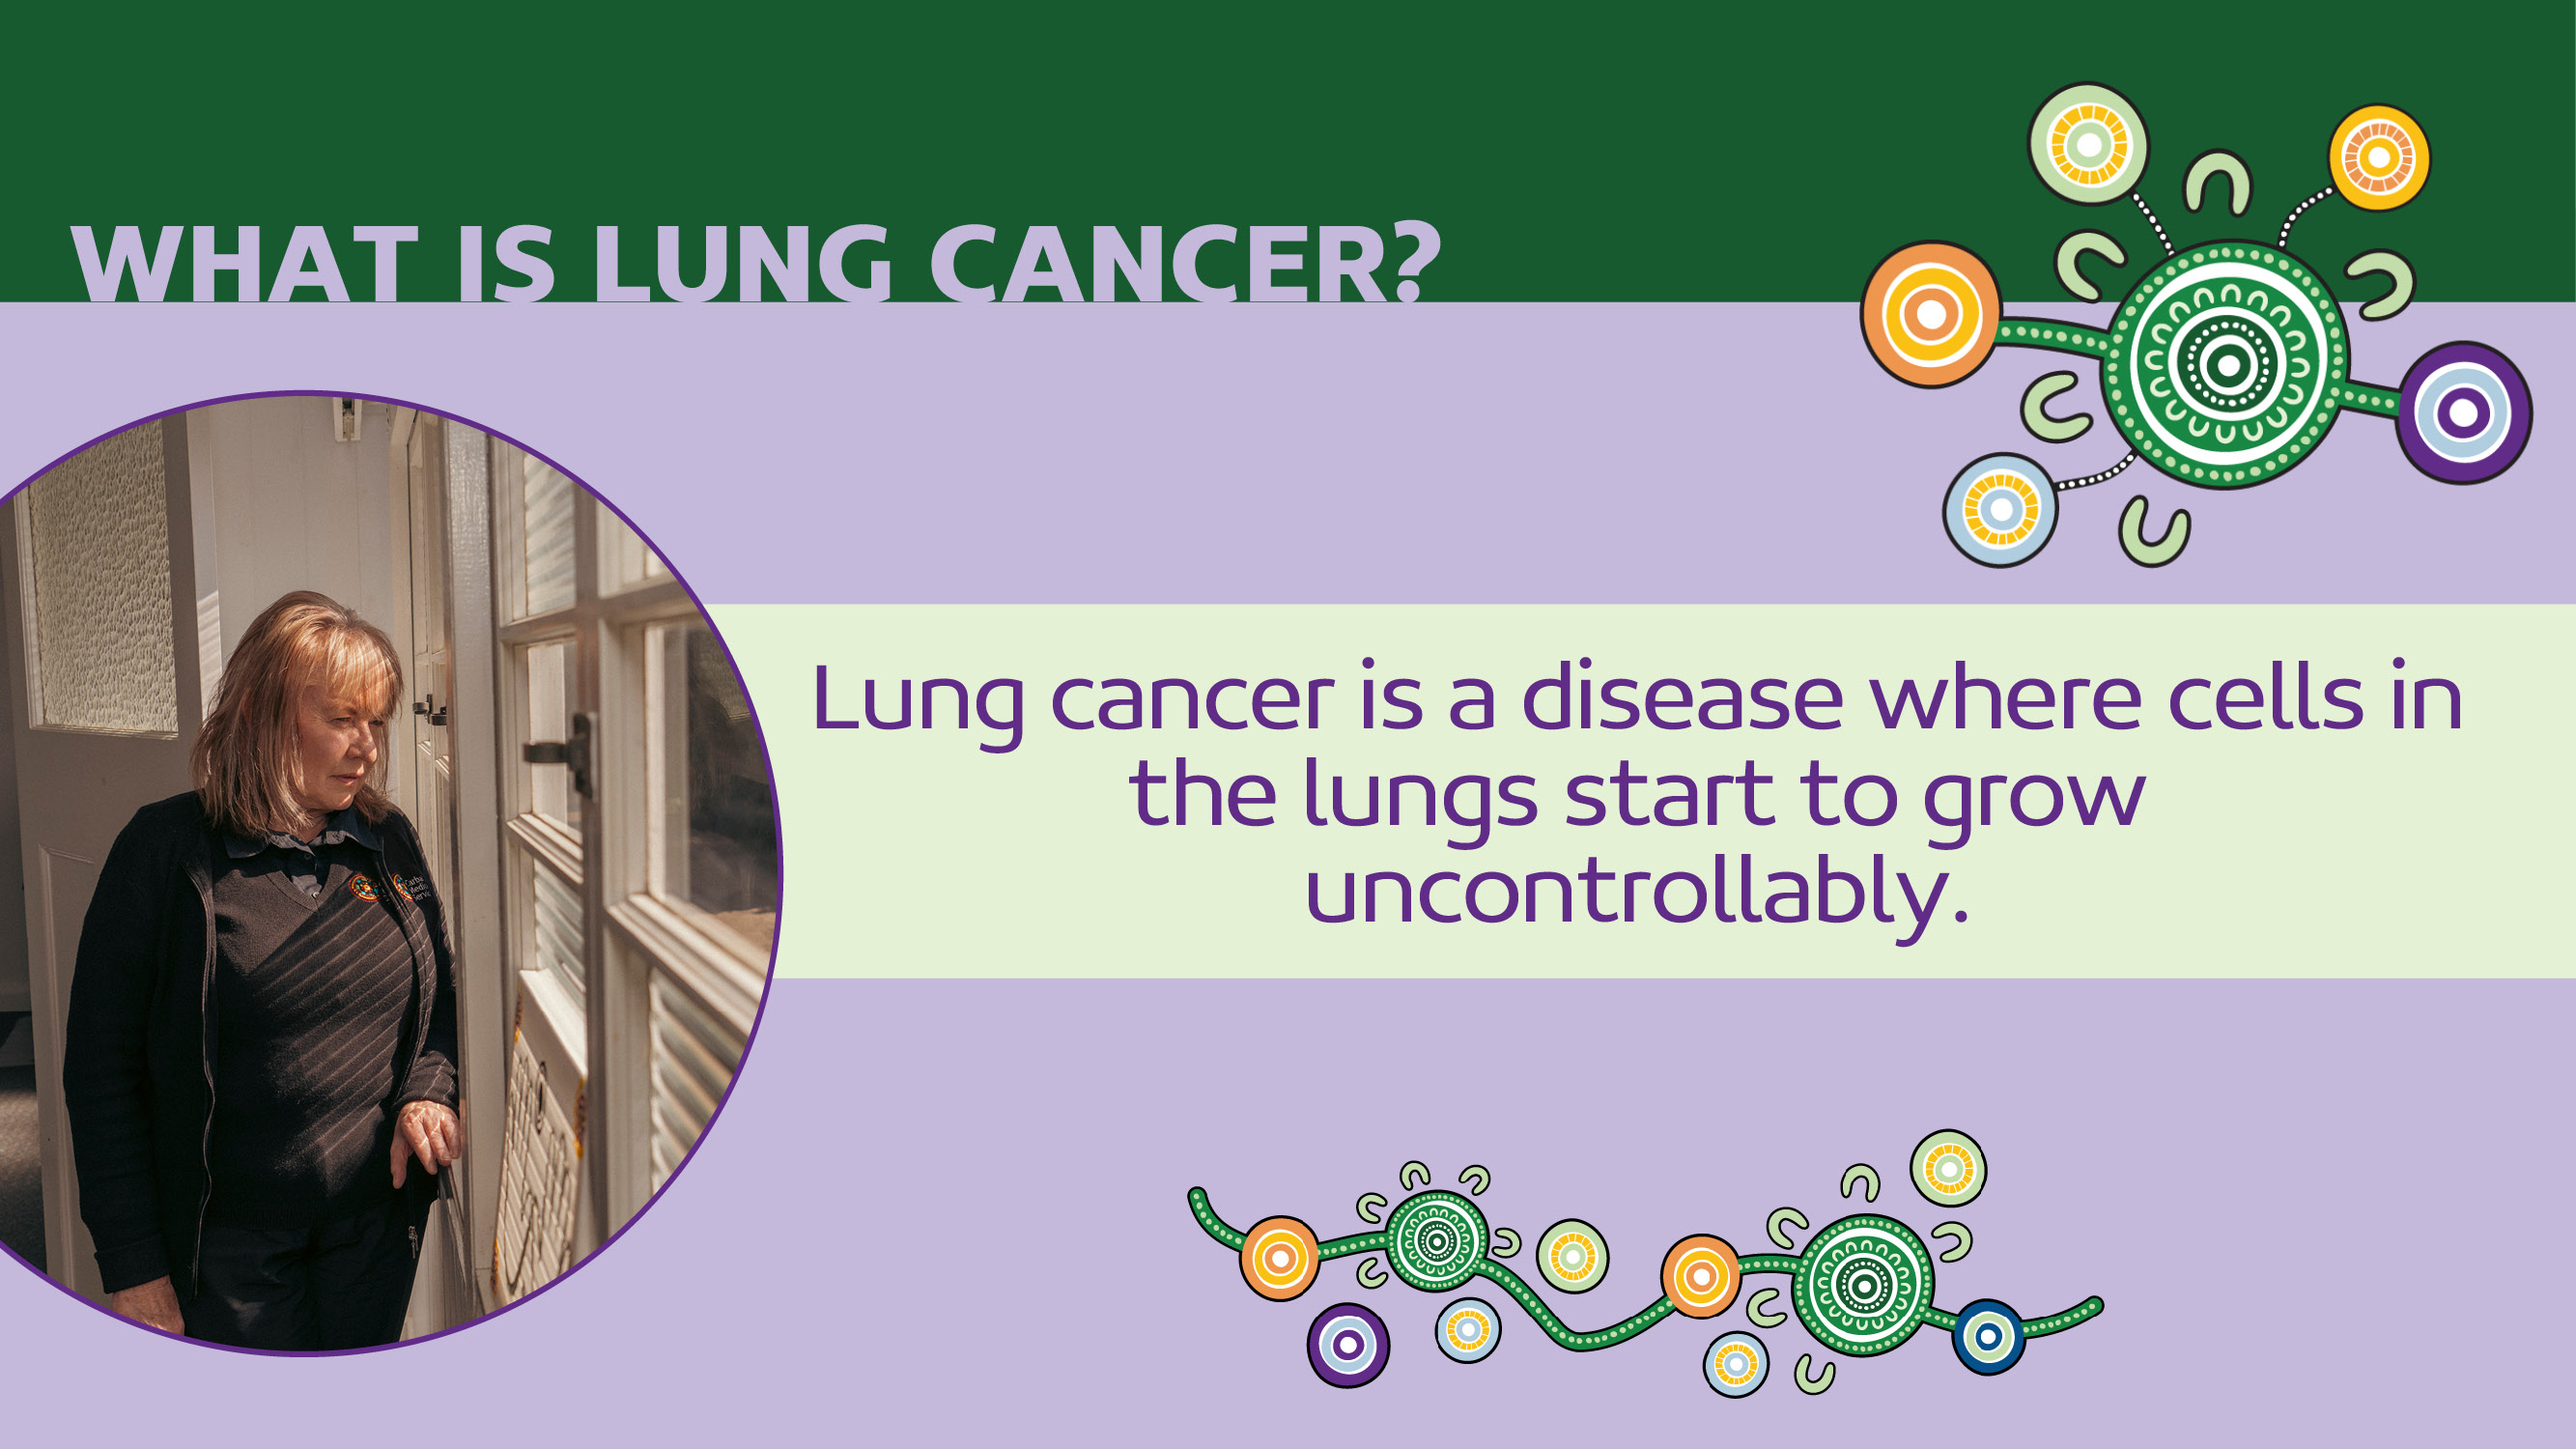 WHAT IS LUNG CANCER?
Lung cancer is a disease where cells in
the lungs start to grow
uncontrollably.